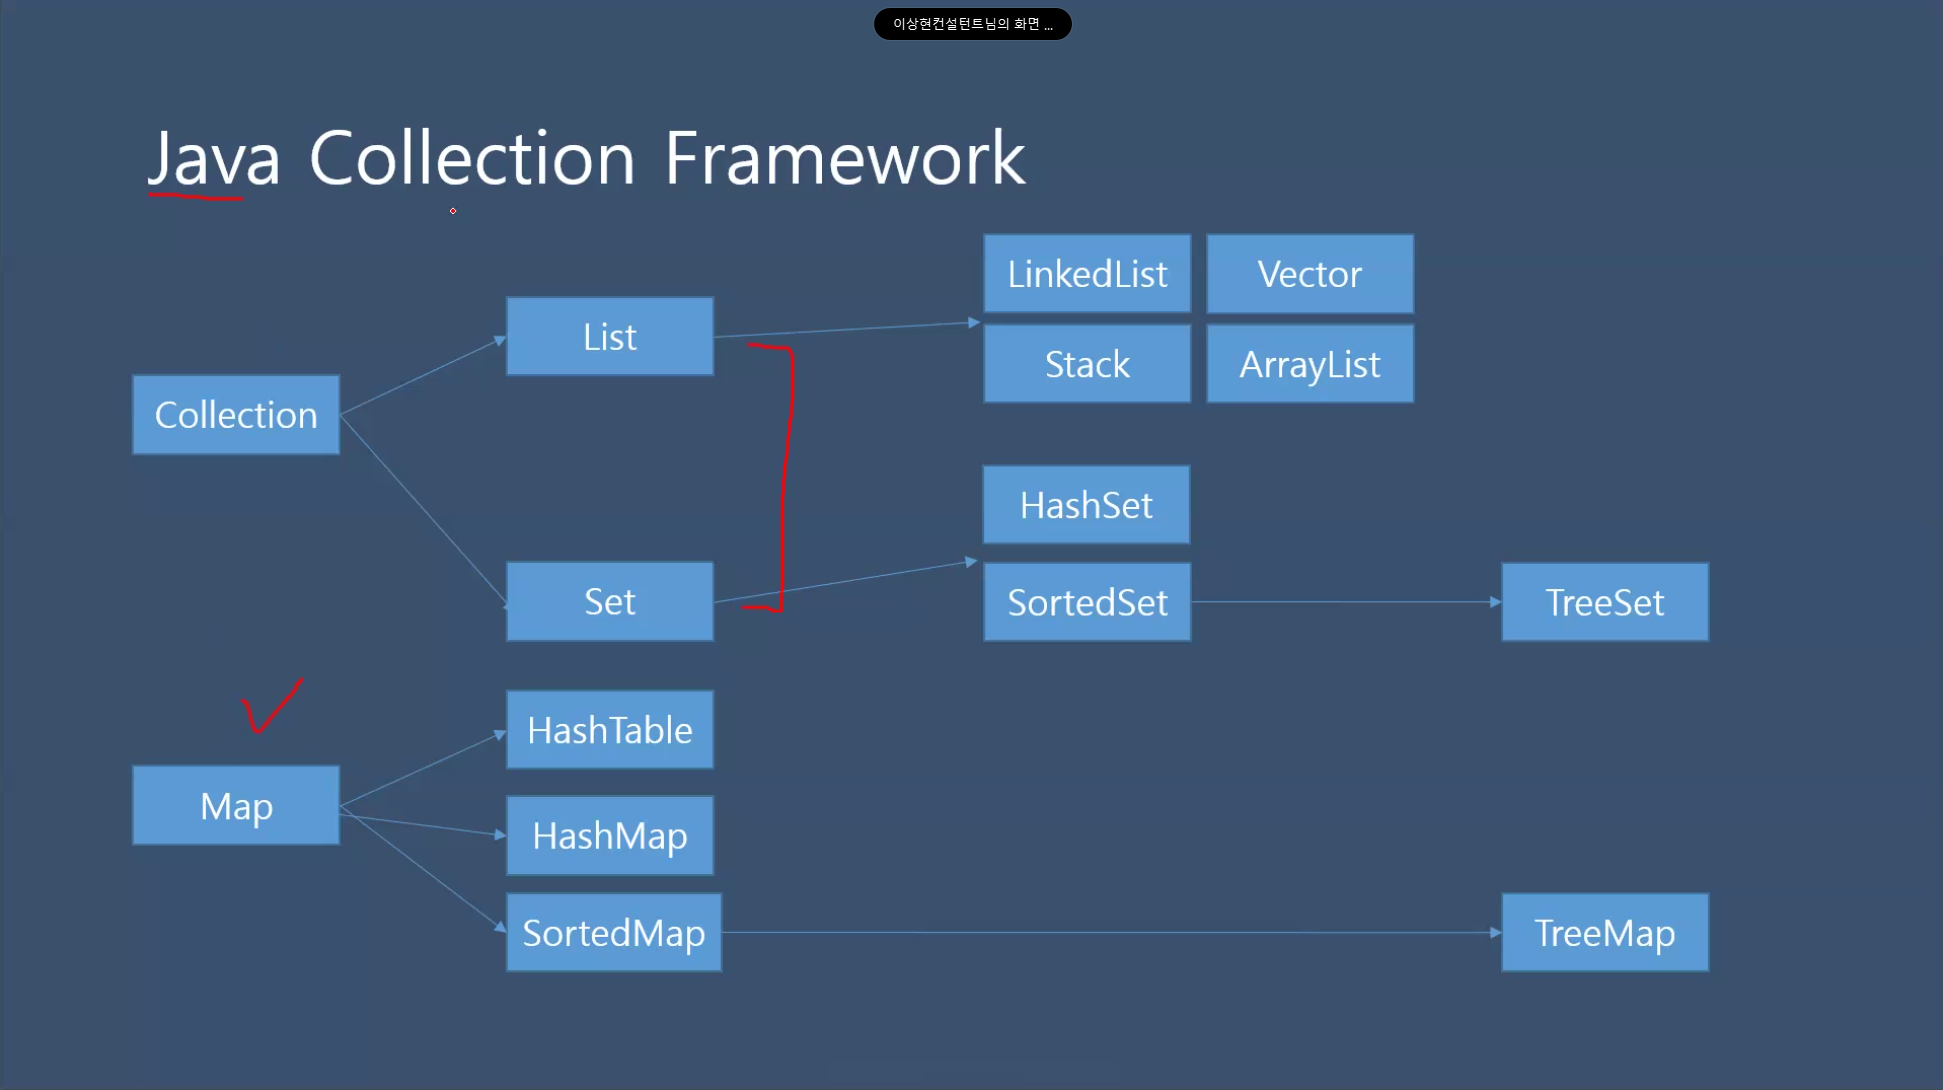 이상현컨설턴트님의 화면 ...
Java Collection Framework
LinkedList
Vector
List
Stack
ArrayList
Collection
HashSet
Set
SortedSet
TreeSet
HashTable
Map
HashMap
SortedMap
TreeMap